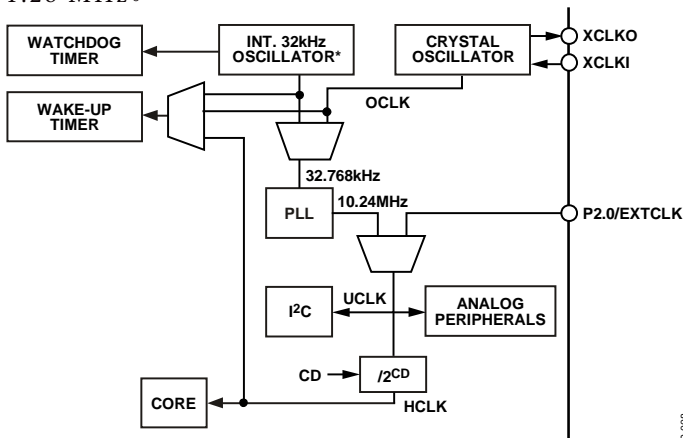 WATCHDOG
TIMER
INT. 32kHz
OSCILLATOR*
CRYSTAL
OSCILLATOR
XCLKO
XCLKI
WAKE-UP
TIMER
OCLK
32.768kHz
PLL
10.24MHz
P2.0/EXTCLK
I²C
UCLK
ANALOG
PERIPHERALS
CD
/2ᶜᴰ
CORE
HCLK